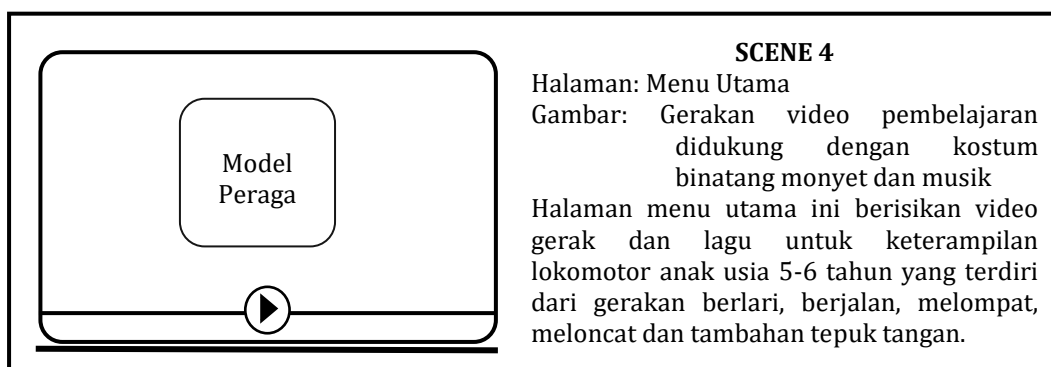 Model
Peraga
SCENE 4
Halaman: Menu Utama
Gambar: Gerakan video pembelajaran
didukung dengan kostum
binatang monyet dan musik
Halaman menu utama ini berisikan video
gerak dan lagu untuk keterampilan
lokomotor anak usia 5-6 tahun yang terdiri
dari gerakan berlari, berjalan, melompat,
meloncat dan tambahan tepuk tangan.